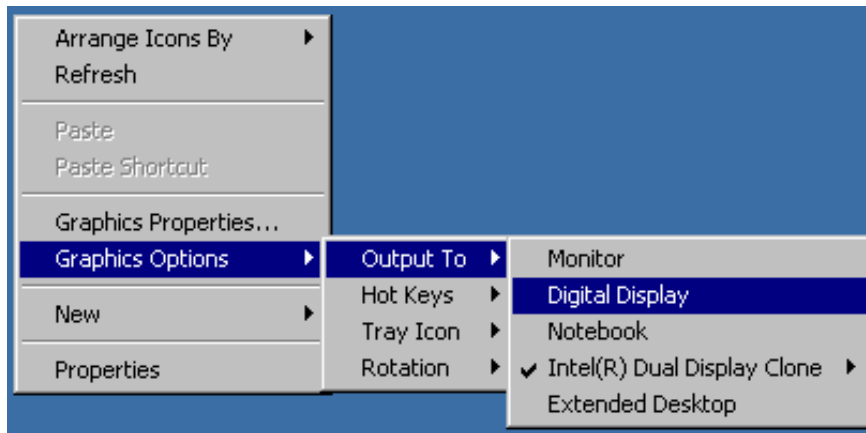 Arrange Icons By
Refresh
Paste
Paste Shortcut
Graphics Properties...
Graphics Options
New
Properties
Output To
Hot Keys
Tray Icon
Rotation
Monitor
Digital Display
Notebook
Intel(R) Dual Display Clone
Extended Desktop